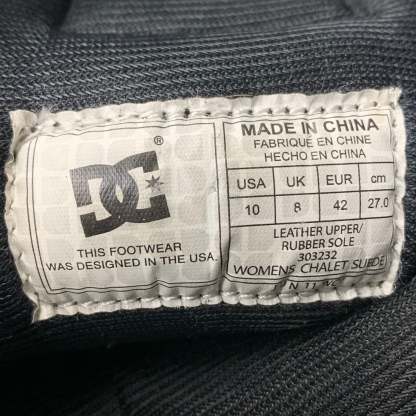 DC
®
THIS FOOTWEAR
WAS DESIGNED IN THE USA.
MADE IN CHINA
FABRIQUÉ EN CHINE
HECHO EN CHINA
USA UK EUR cm
10 8 42 27.0
LEATHER UPPER/
RUBBER SOLE
303232
WOMENS CHALET SUEDE